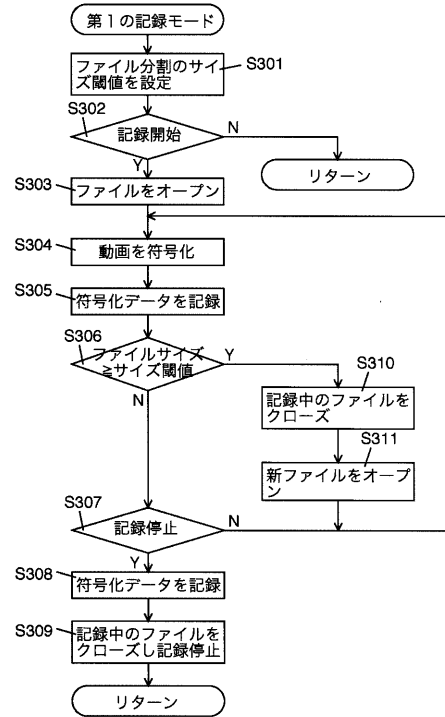 第1の記録モード
ファイル分割のサイ
ズ閾値を設定
S301
S302
記録開始
N
Y
リターン
S303
ファイルをオープン
S304
動画を符号化
S305
符号化データを記録
S306
ファイルサイズ
≧サイズ閾値
Y
N
S310
記録中のファイルを
クローズ
S311
新ファイルをオープ
ン
S307
記録停止
N
Y
S308
符号化データを記録
S309
記録中のファイルを
クローズし記録停止
リターン